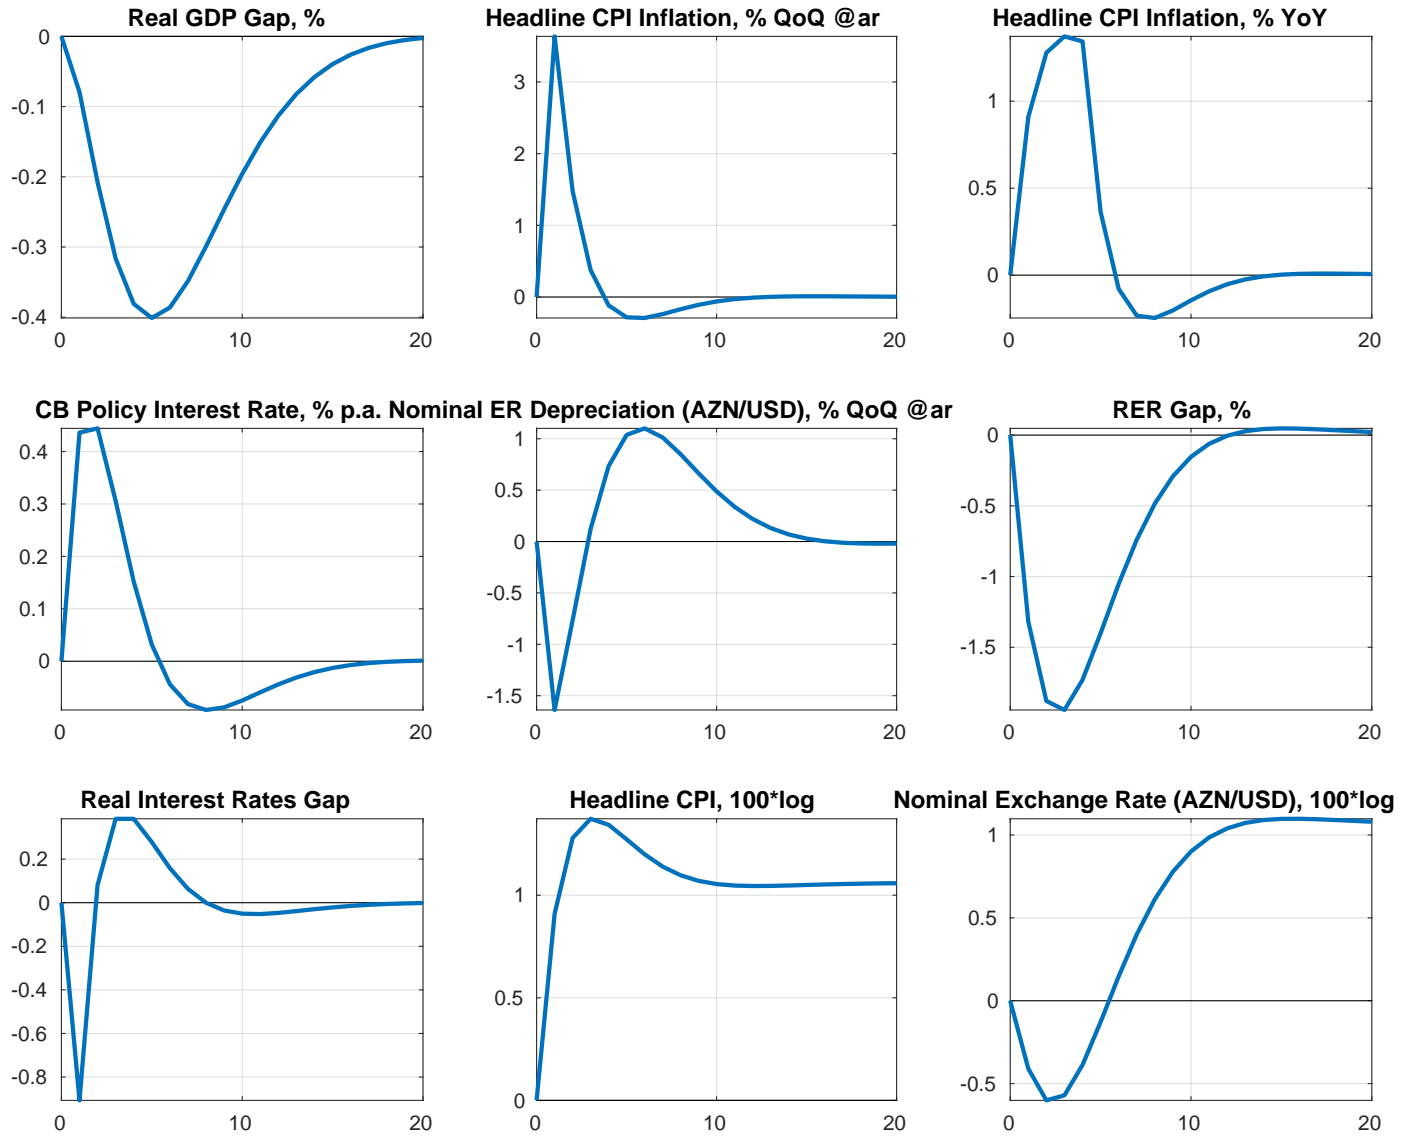 Real GDP Gap, %
Headline CPI Inflation, % QoQ @ar
Headline CPI Inflation, % YoY
0
-0.1
-0.2
-0.3
-0.4
0 10 20
3
2
1
0
0 10 20
1
0.5
0
0 10 20
CB Policy Interest Rate, % p.a.
Nominal ER Depreciation (AZN/USD), % QoQ @ar
RER Gap, %
0.4
0.3
0.2
0.1
0
0 10 20
1
0.5
0
-0.5
-1
-1.5
0 10 20
0
-0.5
-1
-1.5
0 10 20
Real Interest Rates Gap
Headline CPI, 100*log
Nominal Exchange Rate (AZN/USD), 100*log
0.2
0
-0.2
-0.4
-0.6
-0.8
0 10 20
1
0.5
0
0 10 20
1
0.5
0
-0.5
0 10 20